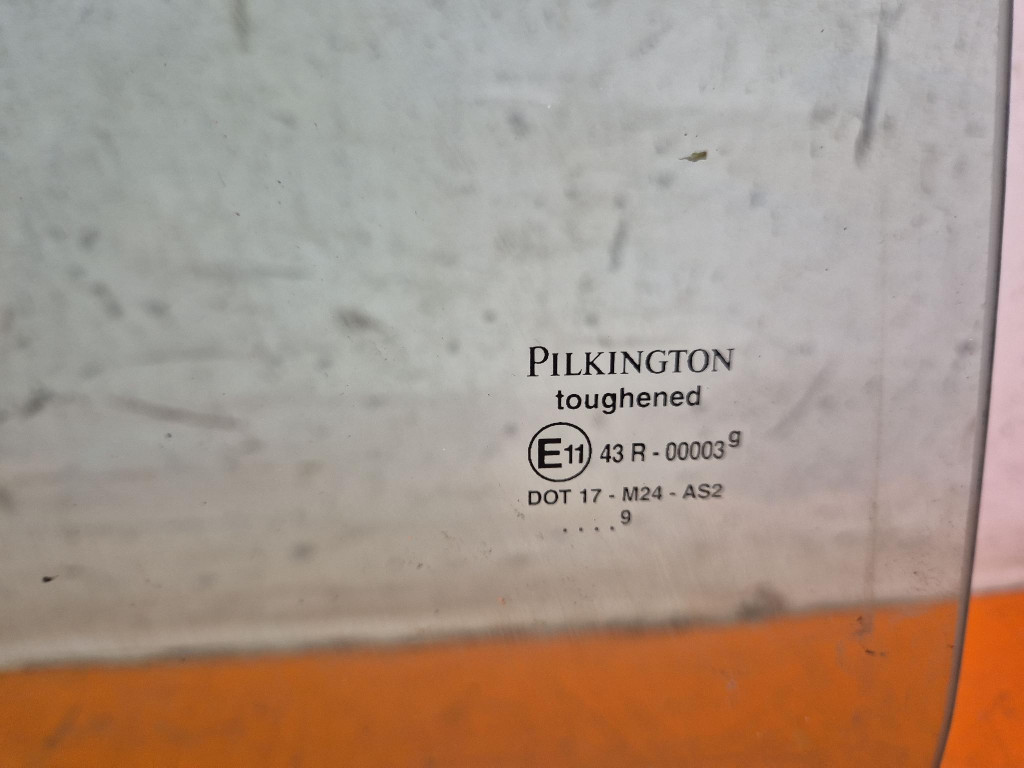 PILKINGTON
toughened
E11 43 R - 00003 g
DOT 17 - M24 - AS2
. . . . 9